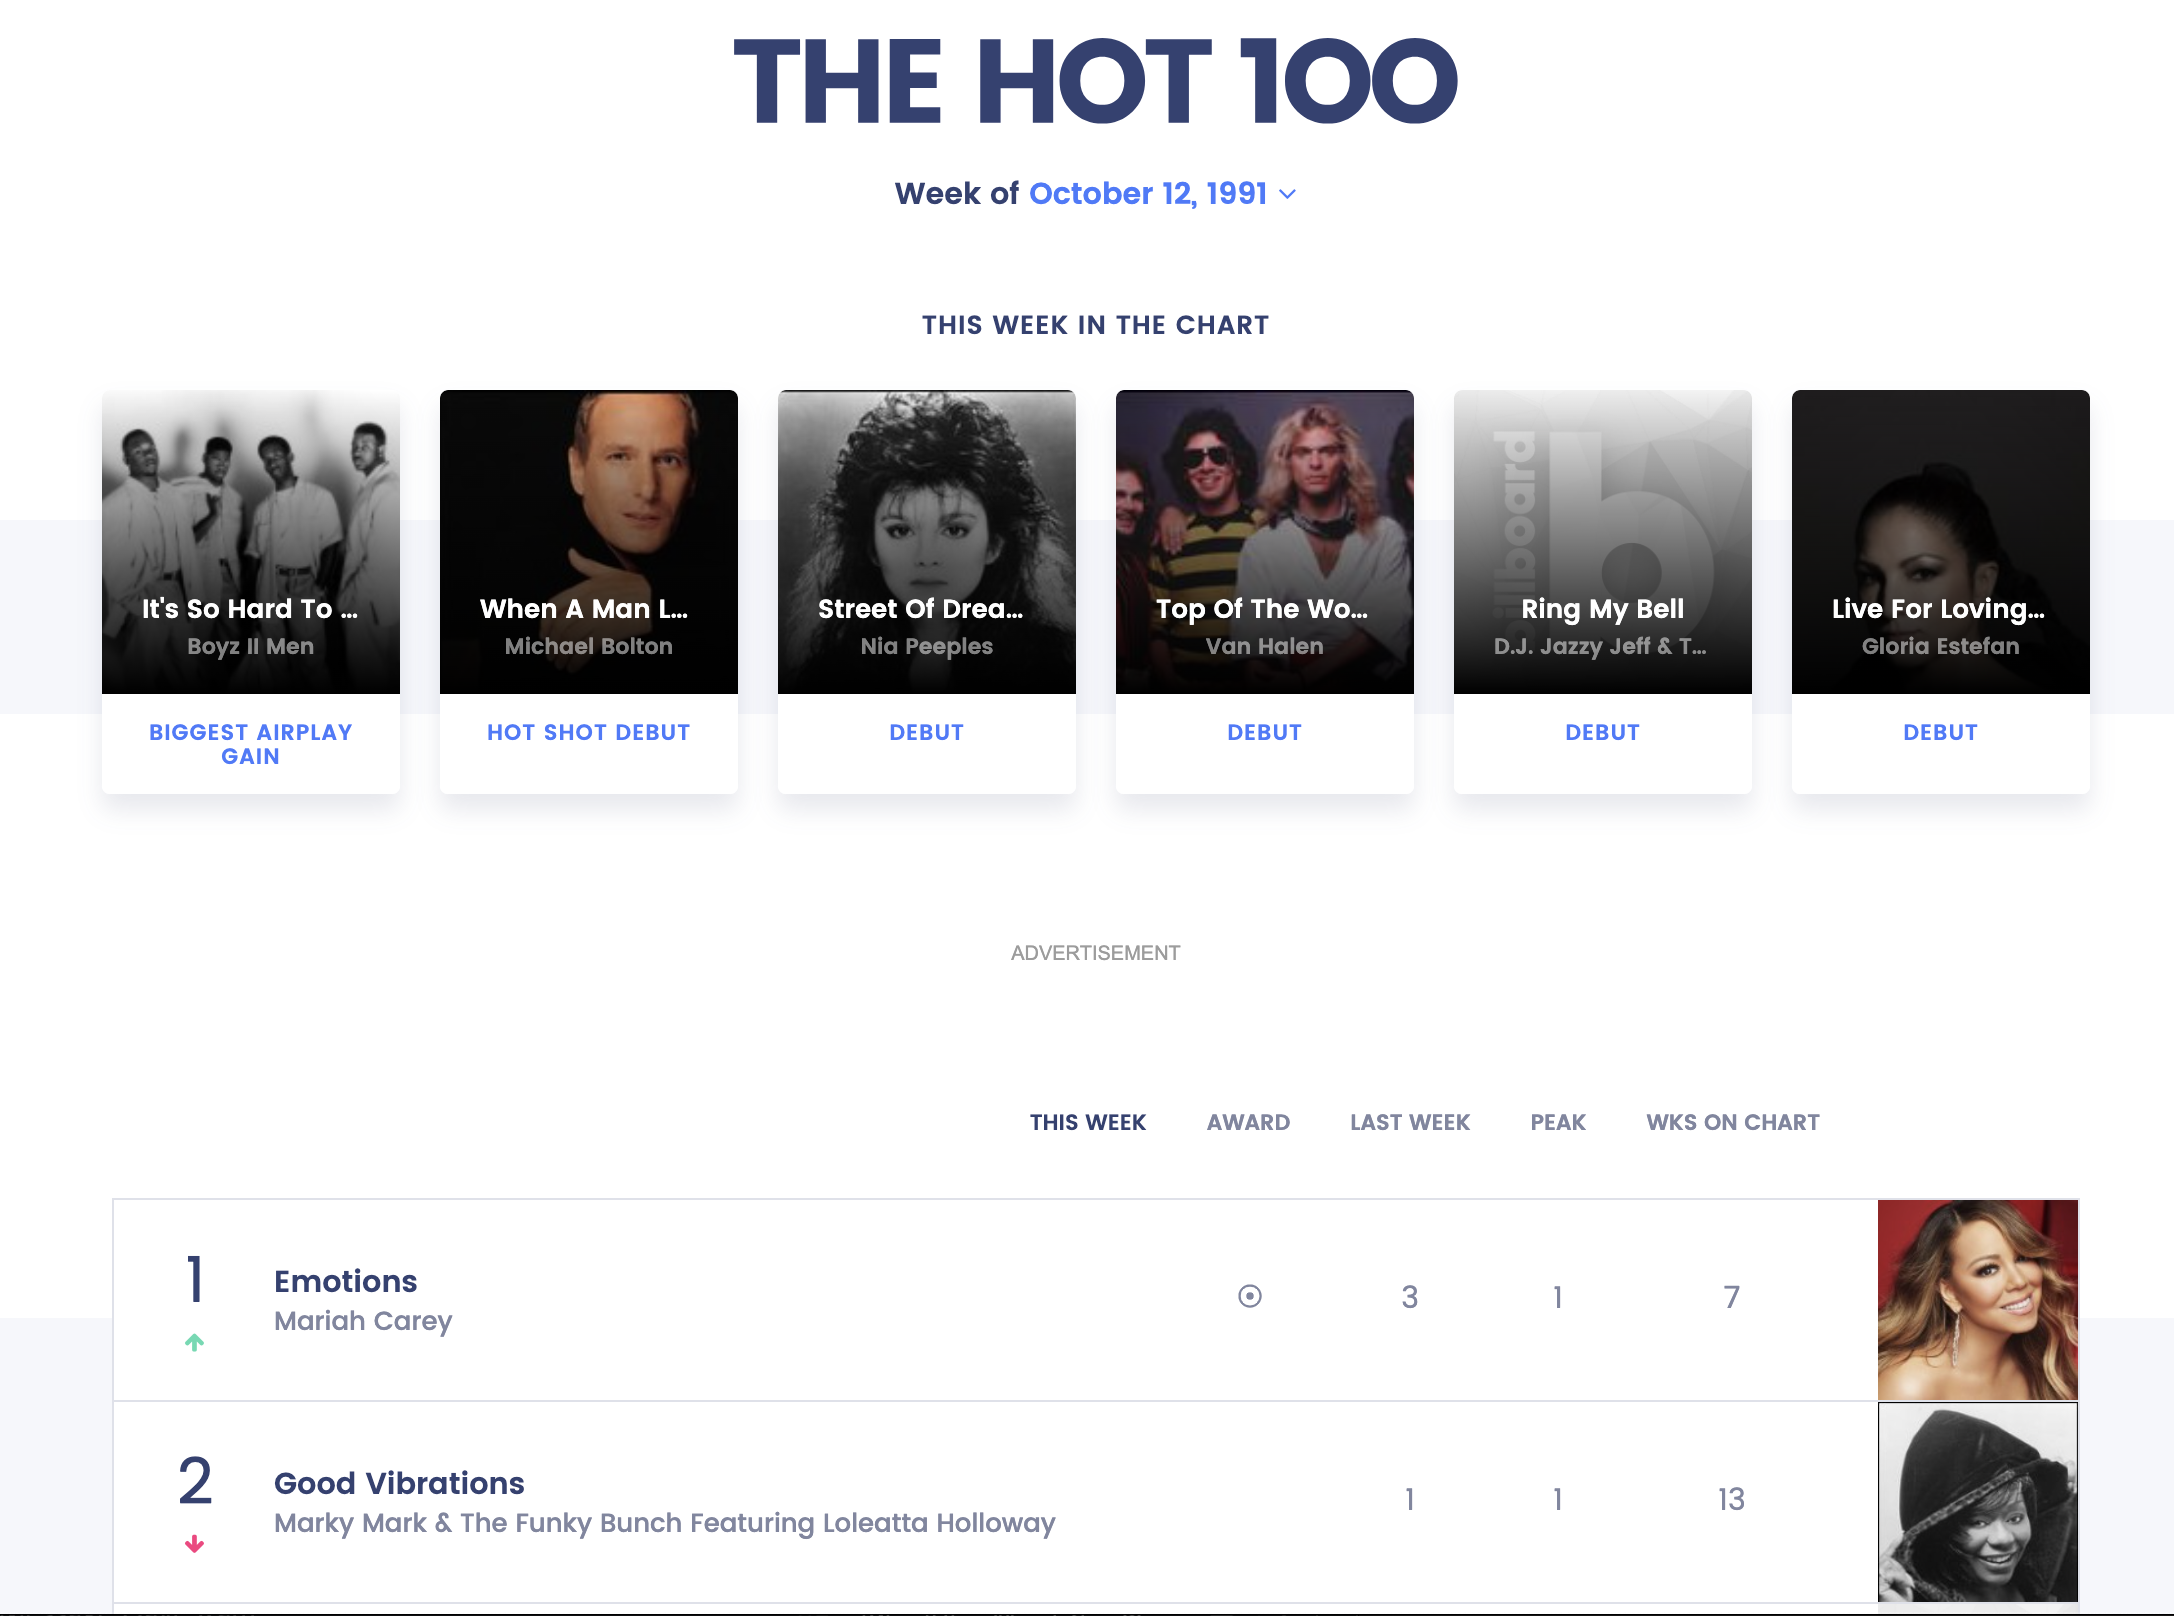 THE HOT 100
Week of October 12, 1991
THIS WEEK IN THE CHART
It's So Hard To ...
Boyz II Men
BIGGEST AIRPLAY
GAIN
When A Man L...
Michael Bolton
HOT SHOT DEBUT
Street Of Drea...
Nia Peeples
DEBUT
Top Of The Wo...
Van Halen
DEBUT
billboard
b
Ring My Bell
D.J. Jazzy Jeff & T...
DEBUT
Live For Loving...
Gloria Estefan
DEBUT
ADVERTISEMENT
THIS WEEK AWARD LAST WEEK PEAK WKS ON CHART
1 Emotions 3 1 7
Mariah Carey
2 Good Vibrations 1 1 13
Marky Mark & The Funky Bunch Featuring Loleatta Holloway